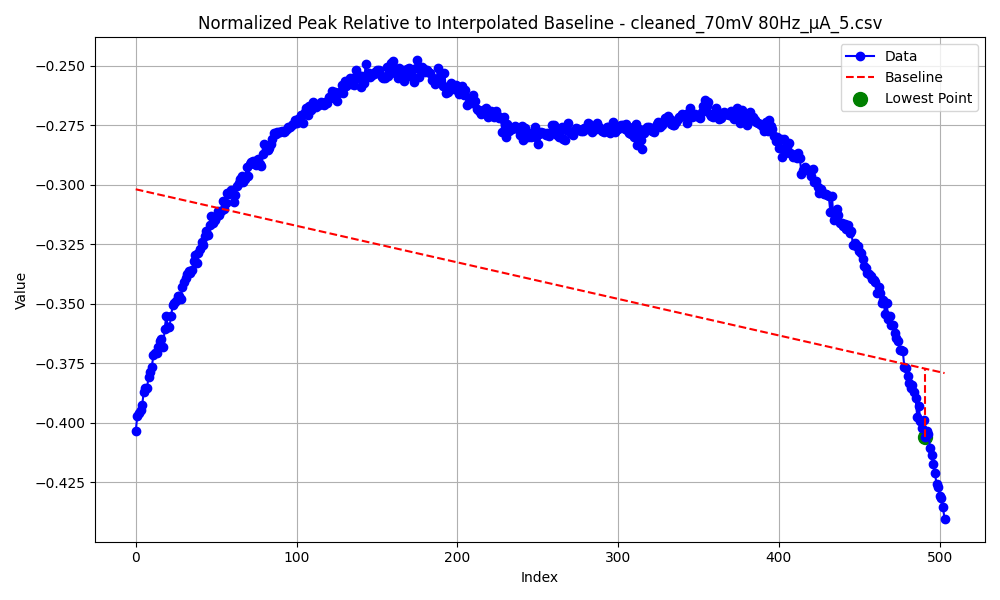 Normalized Peak Relative to Interpolated Baseline - cleaned_70mV 80Hz_μA_5.csv
Data
Baseline
Lowest Point
Value
−0.250
−0.275
−0.300
−0.325
−0.350
−0.375
−0.400
−0.425
0
100
200
300
400
500
Index